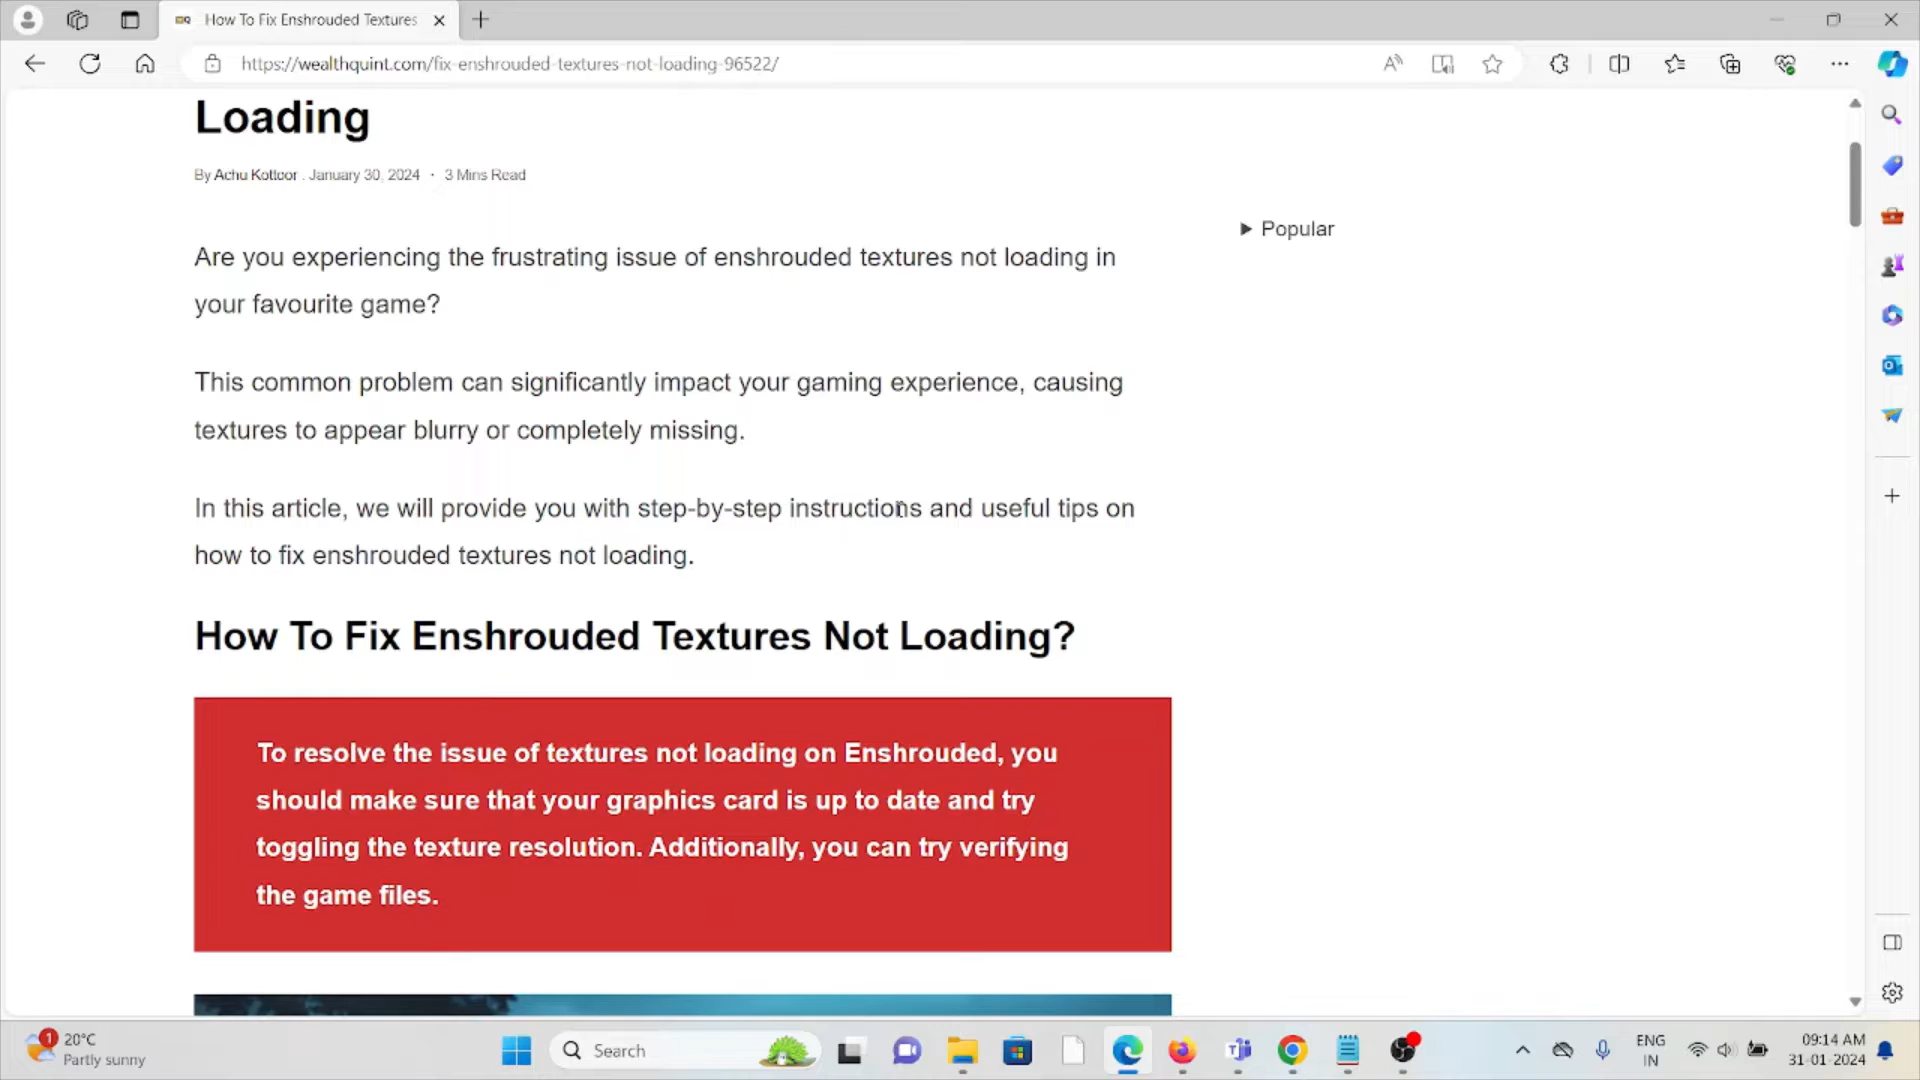 How To Fix Enshrouded Textures
https://wealthquint.com/fix-enshrouded-textures-not-loading-96522/
Loading
By Achu Kottoor . January 30, 2024 · 3 Mins Read
Popular
Are you experiencing the frustrating issue of enshrouded textures not loading in
your favourite game?
This common problem can significantly impact your gaming experience, causing
textures to appear blurry or completely missing.
In this article, we will provide you with step-by-step instructions and useful tips on
how to fix enshrouded textures not loading.
How To Fix Enshrouded Textures Not Loading?
To resolve the issue of textures not loading on Enshrouded, you
should make sure that your graphics card is up to date and try
toggling the texture resolution. Additionally, you can try verifying
the game files.
1
20°C
Partly sunny
Search
ENG
IN
09:14 AM
31-01-2024